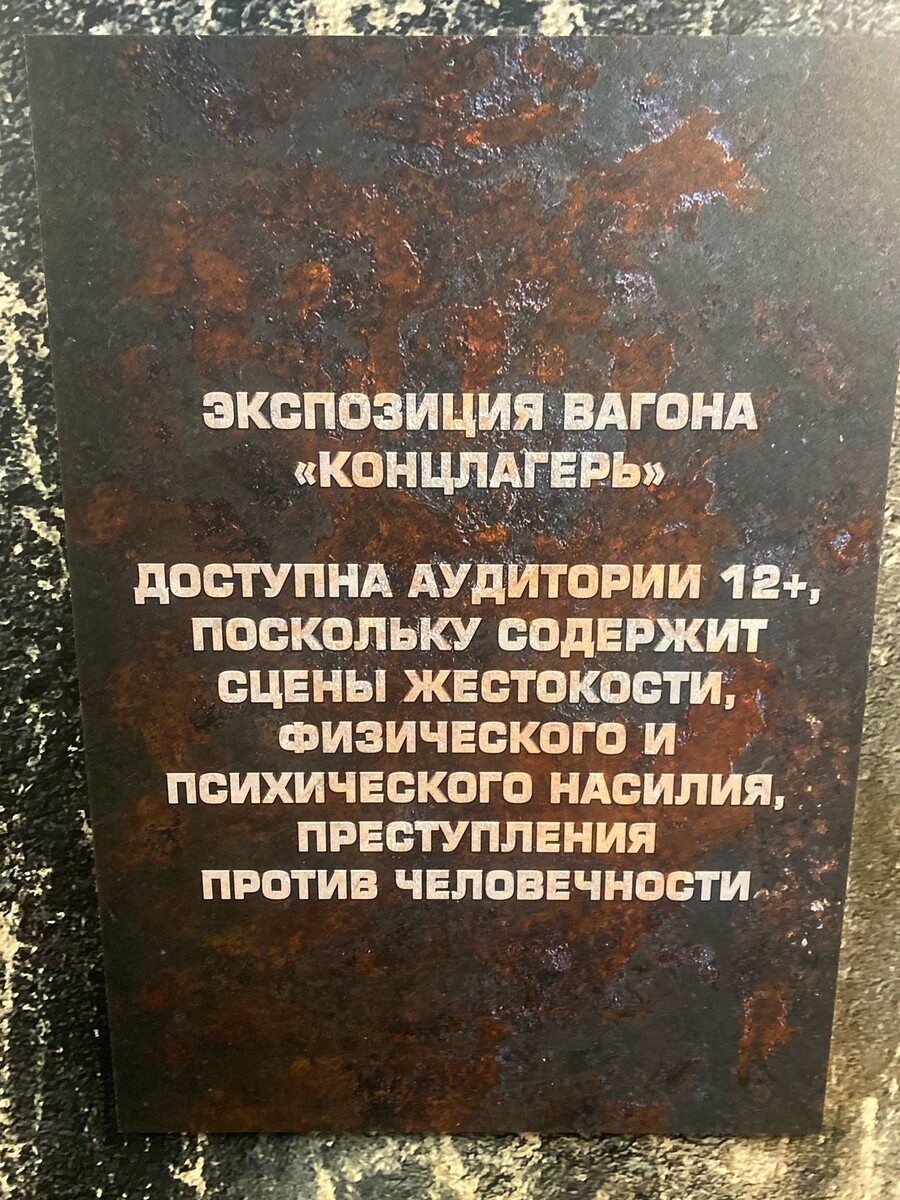 ЭКСПОЗИЦИЯ ВАГОНА
«КОНЦЛАГЕРЬ»
ДОСТУПНА АУДИТОРИИ 12+,
ПОСКОЛЬКУ СОДЕРЖИТ
СЦЕНЫ ЖЕСТОКОСТИ,
ФИЗИЧЕСКОГО И
ПСИХИЧЕСКОГО НАСИЛИЯ,
ПРЕСТУПЛЕНИЯ
ПРОТИВ ЧЕЛОВЕЧНОСТИ